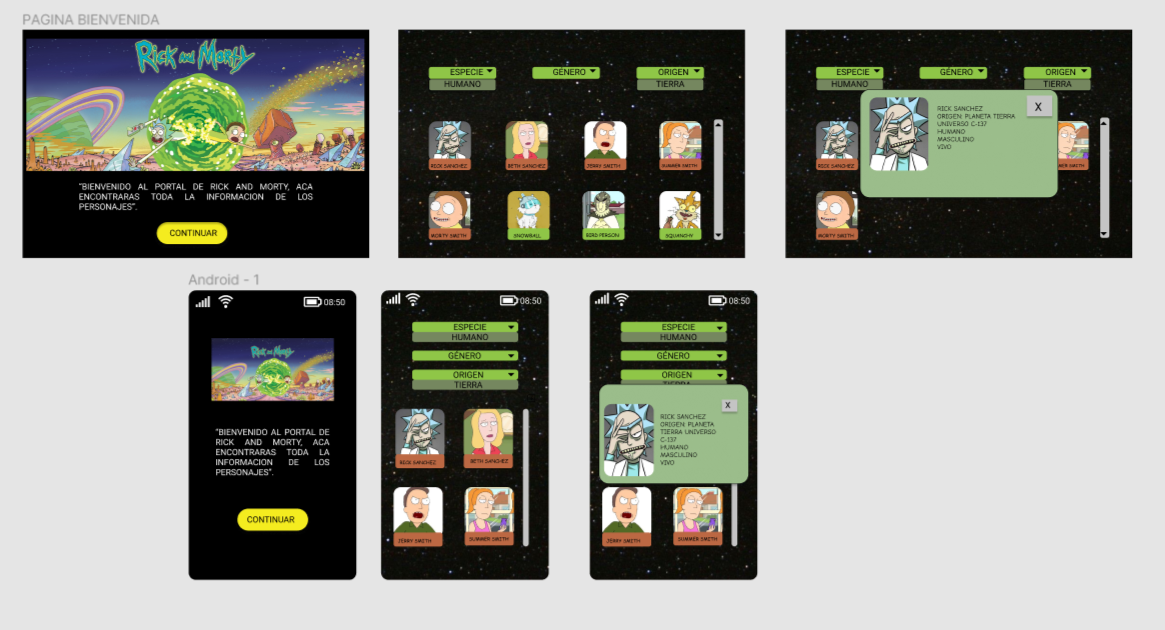 PAGINA BIENVENIDA
Rick and Morty
"BIENVENIDO AL PORTAL DE RICK AND MORTY, ACA
ENCONTRARAS TODA LA INFORMACION DE LOS
PERSONAJES".
CONTINUAR
ESPECIE GÉNERO ORIGEN
HUMANO TIERRA
RICK SANCHEZ BETH SANCHEZ JERRY SMITH SUMMER SMITH
MORTY SMITH SNOWBALL BIRD PERSON SQUANCHY
ESPECIE GÉNERO ORIGEN
HUMANO TIERRA
X
RICK SANCHEZ
ORIGEN: PLANETA TIERRA
UNIVERSO C-137
HUMANO
MASCULINO
VIVO
RICK SANCHEZ MER SMITH
MORTY SMITH
Android - 1
08:50
Rick and Morty
"BIENVENIDO AL PORTAL DE
RICK AND MORTY, ACA
ENCONTRARAS TODA LA
INFORMACION DE LOS
PERSONAJES".
CONTINUAR
08:50
ESPECIE
HUMANO
GÉNERO
ORIGEN
TIERRA
RICK SANCHEZ BETH SANCHEZ
JERRY SMITH SUMMER SMITH
08:50
ESPECIE
HUMANO
GÉNERO
ORIGEN
TIERRA
X
RICK SANCHEZ
ORIGEN: PLANETA
TIERRA UNIVERSO
C-137
HUMANO
MASCULINO
VIVO
JERRY SMITH SUMMER SMITH